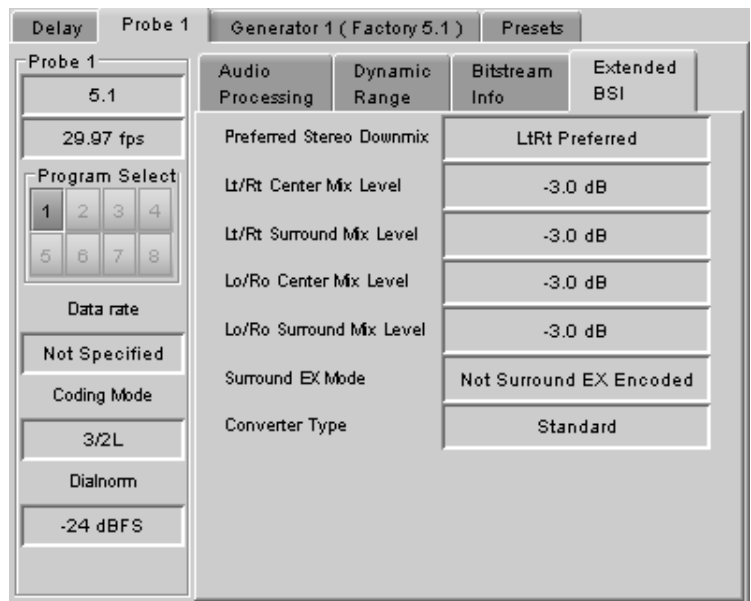 Delay
Probe 1
Generator 1 ( Factory 5.1 )
Presets
Probe 1
5.1
29.97 fps
Program Select
1 2 3 4
5 6 7 8
Data rate
Not Specified
Coding Mode
3/2L
Dialnorm
-24 dBFS
Audio
Processing
Dynamic
Range
Bitstream
Info
Extended
BSI
Preferred Stereo Downmix
LtRt Preferred
Lt/Rt Center Mix Level
-3.0 dB
Lt/Rt Surround Mix Level
-3.0 dB
Lo/Ro Center Mix Level
-3.0 dB
Lo/Ro Surround Mix Level
-3.0 dB
Surround EX Mode
Not Surround EX Encoded
Converter Type
Standard